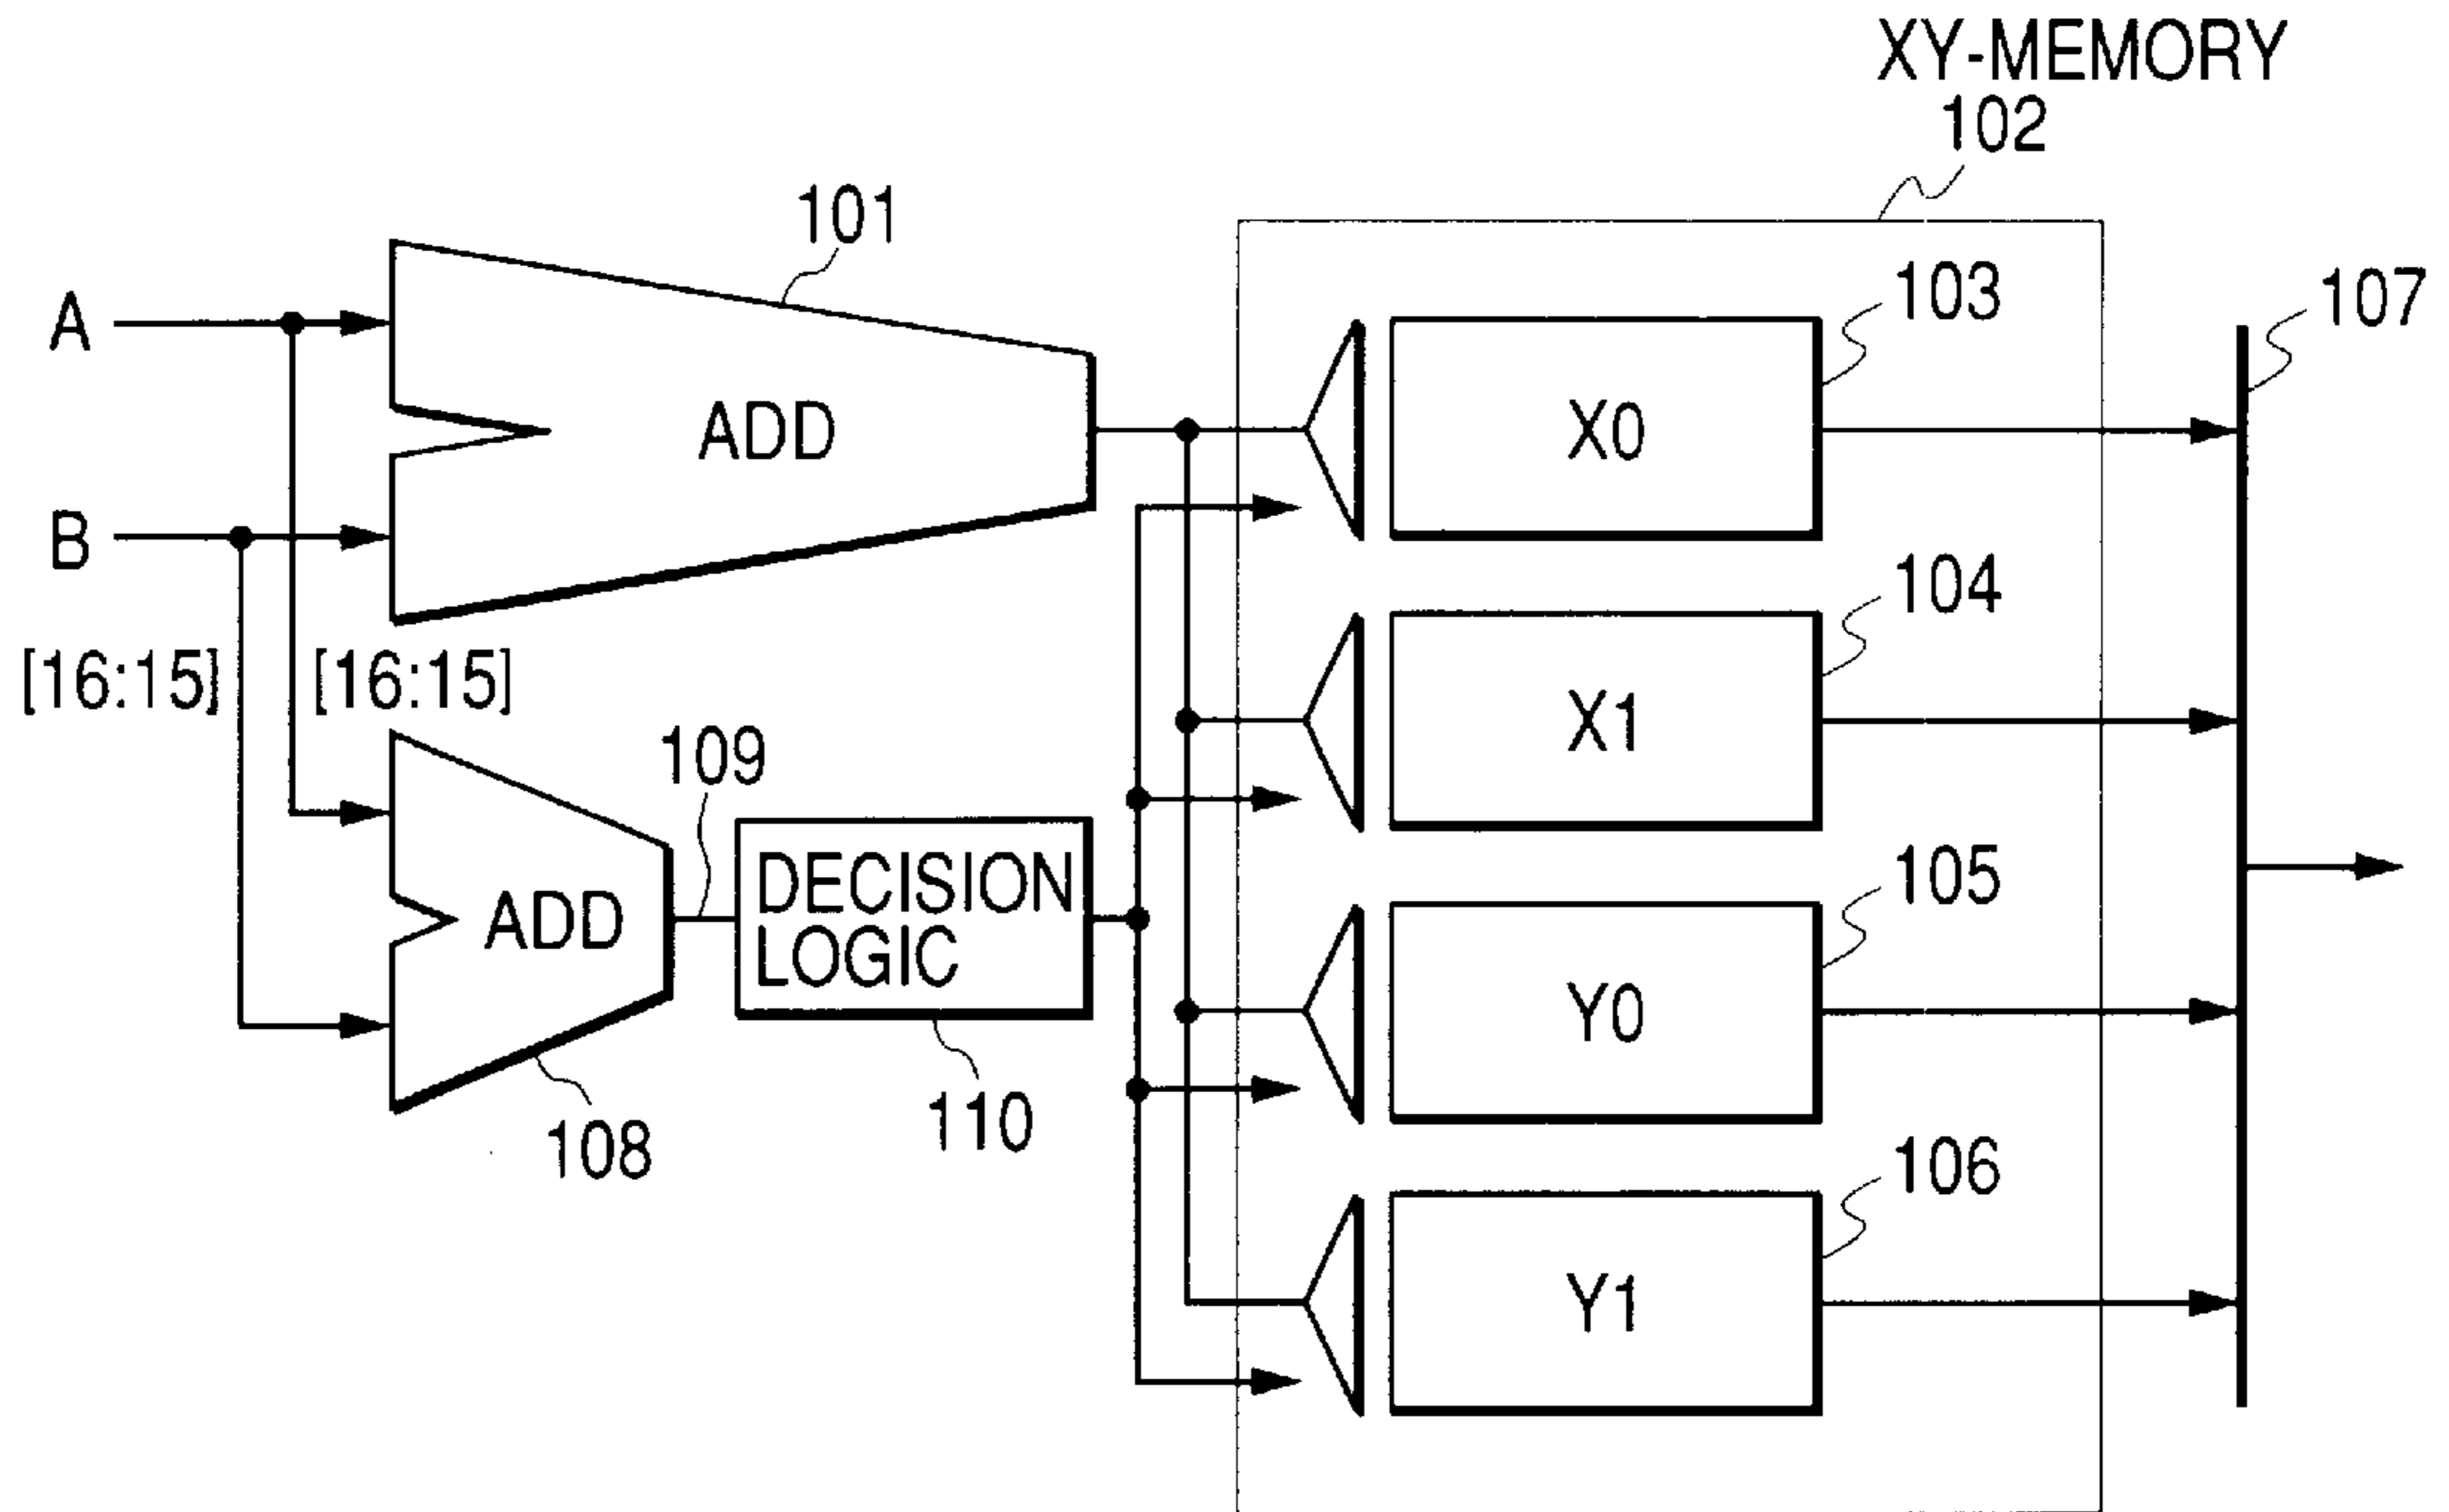 XY-MEMORY
102
101
103
107
A
ADD
X0
B
104
[16:15]
[16:15]
X1
109
105
DECISION
LOGIC
ADD
Y0
110
108
106
Y1